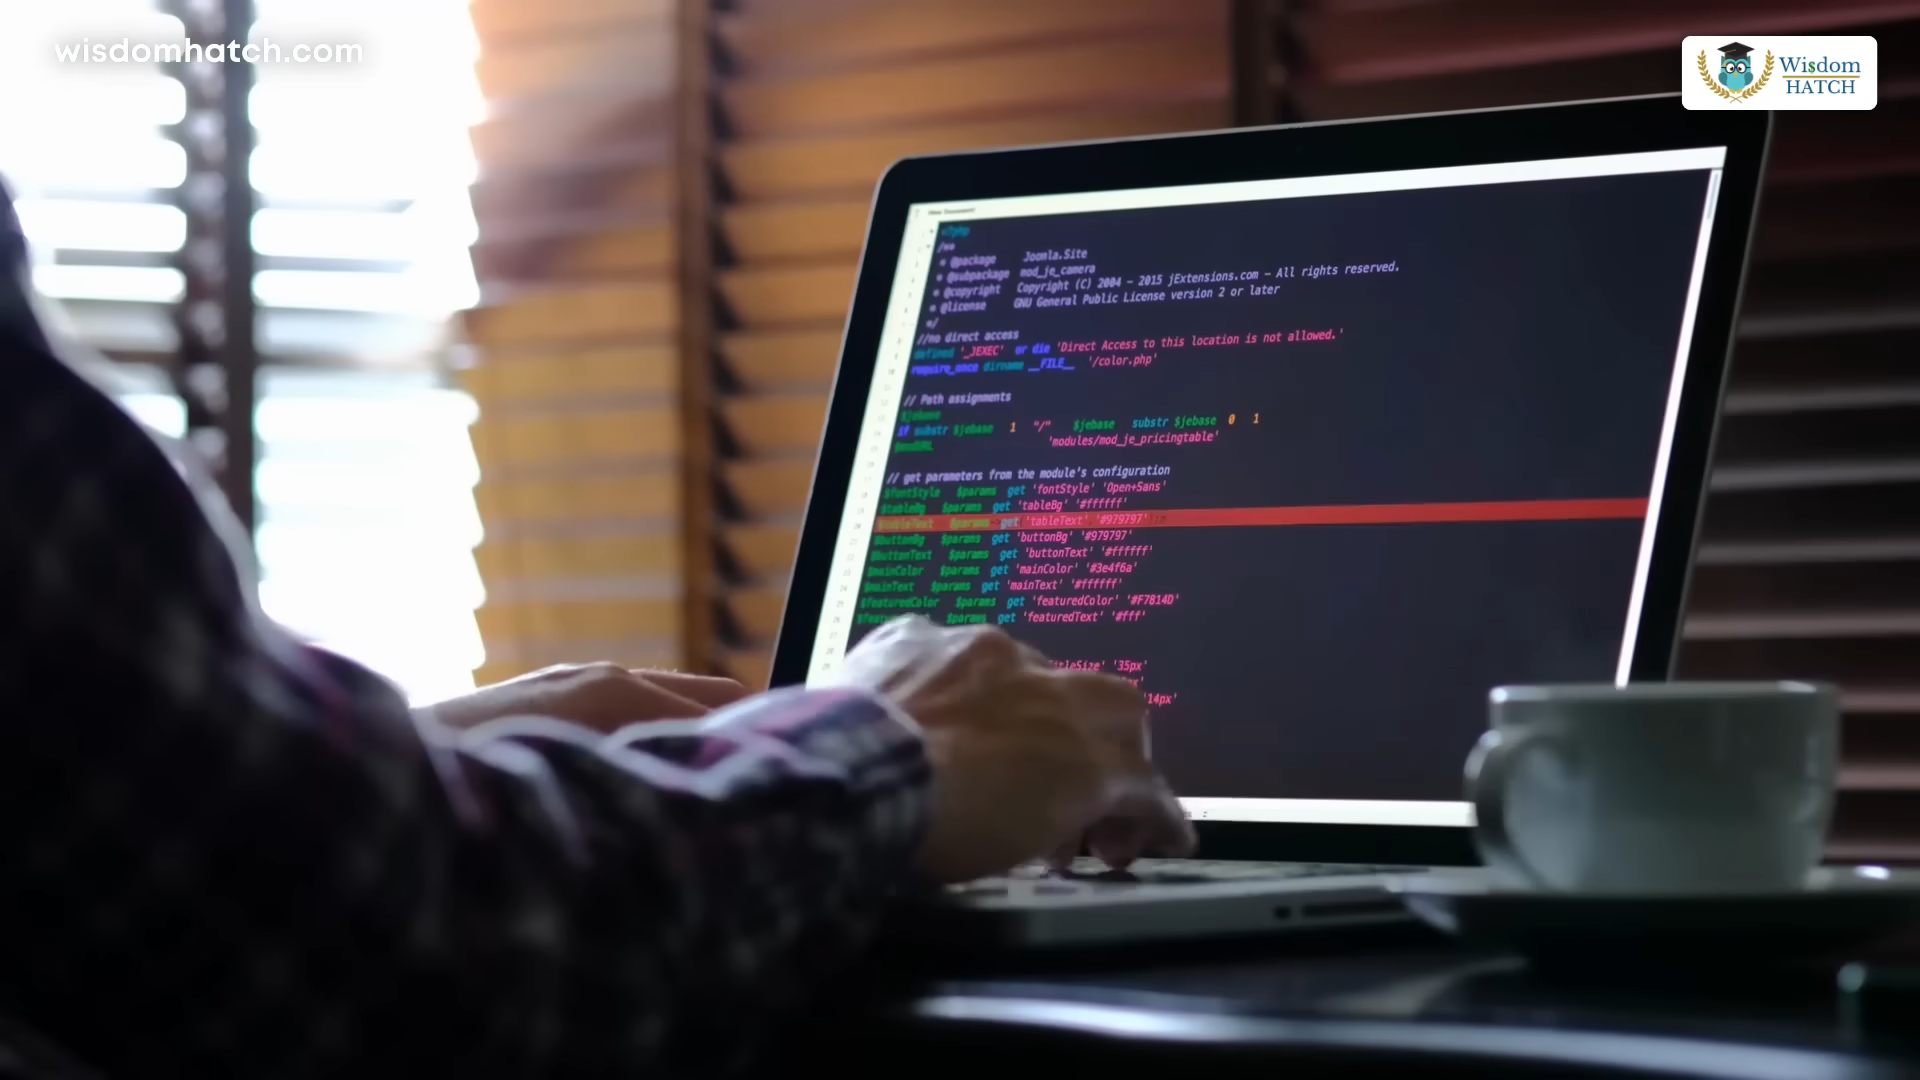 wisdomhatch.com
Wisdom
HATCH
<?php
* @package Joomla.Site
* @subpackage mod_je_camera
* @copyright Copyright (C) 2004 - 2015 jExtensions.com - All rights reserved.
* @license GNU General Public License version 2 or later
*/
//no direct access
defined '_JEXEC' or die 'Direct Access to this location is not allowed.'
require_once dirname __FILE__ '/color.php'
// Path assignments
$jebase
if substr $jebase 1 "/" $jebase substr $jebase 0 1
'modules/mod_je_pricingtable'
// get parameters from the module's configuration
$fontStyle $params get 'fontStyle' 'Open+Sans'
$tableBg $params get 'tableBg' '#ffffff'
$tableText $params get 'tableText' '#979797'
$buttonBg $params get 'buttonBg' '#979797'
$buttonText $params get 'buttonText' '#ffffff'
$mainColor $params get 'mainColor' '#3e4f6a'
$mainText $params get 'mainText' '#ffffff'
$featuredColor $params get 'featuredColor' '#F7814D'
$params get 'featuredText' '#fff'
'35px'
'14px'